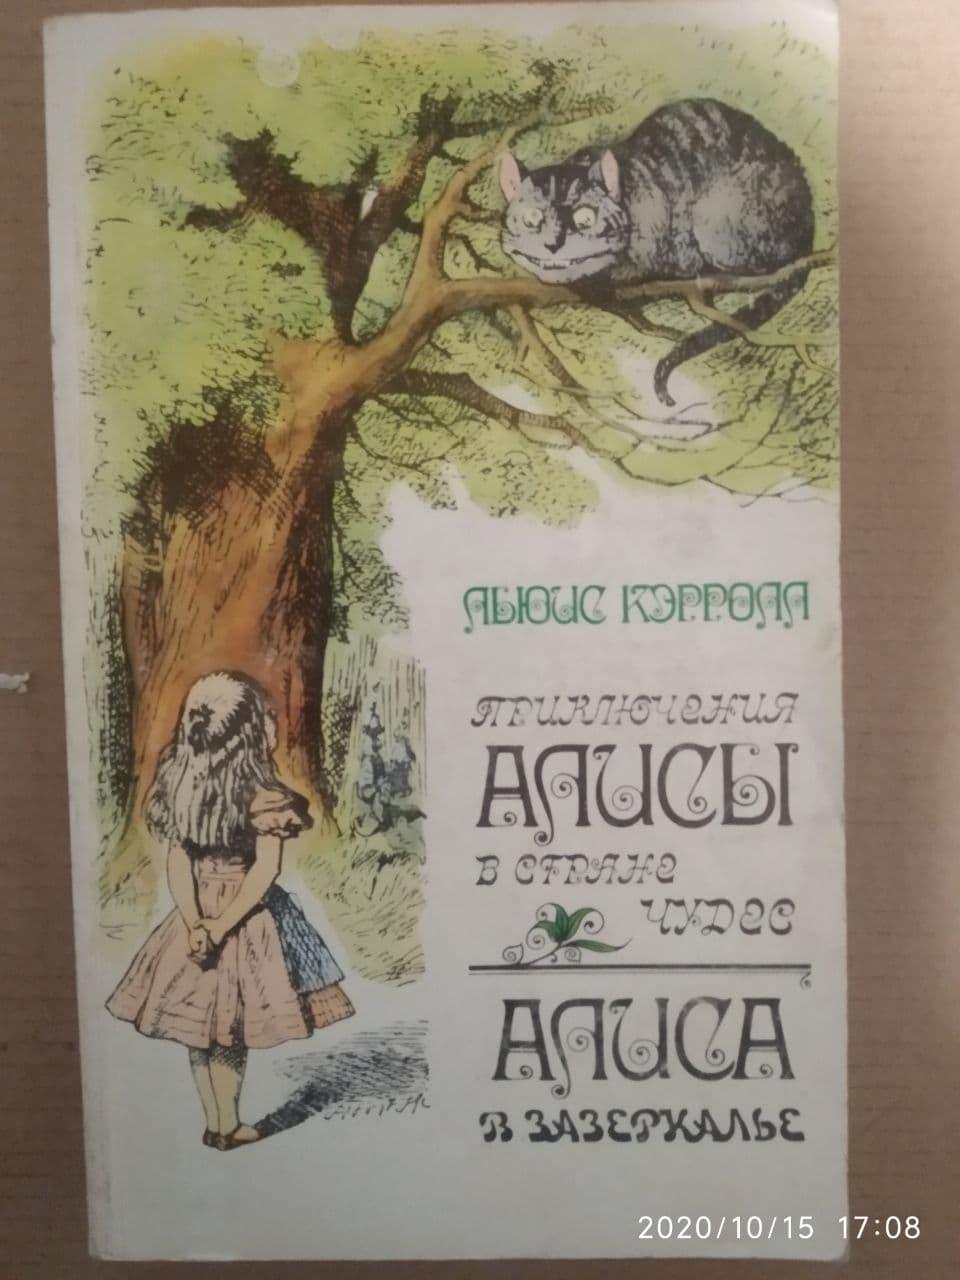 ЛЬЮИС КЭРРОЛЛ
ПРИКЛЮЧЕНИЯ
АЛИСЫ
В СТРАНЕ
ЧУДЕС
АЛИСА
В ЗАЗЕРКАЛЬЕ
2020/10/15 17:08